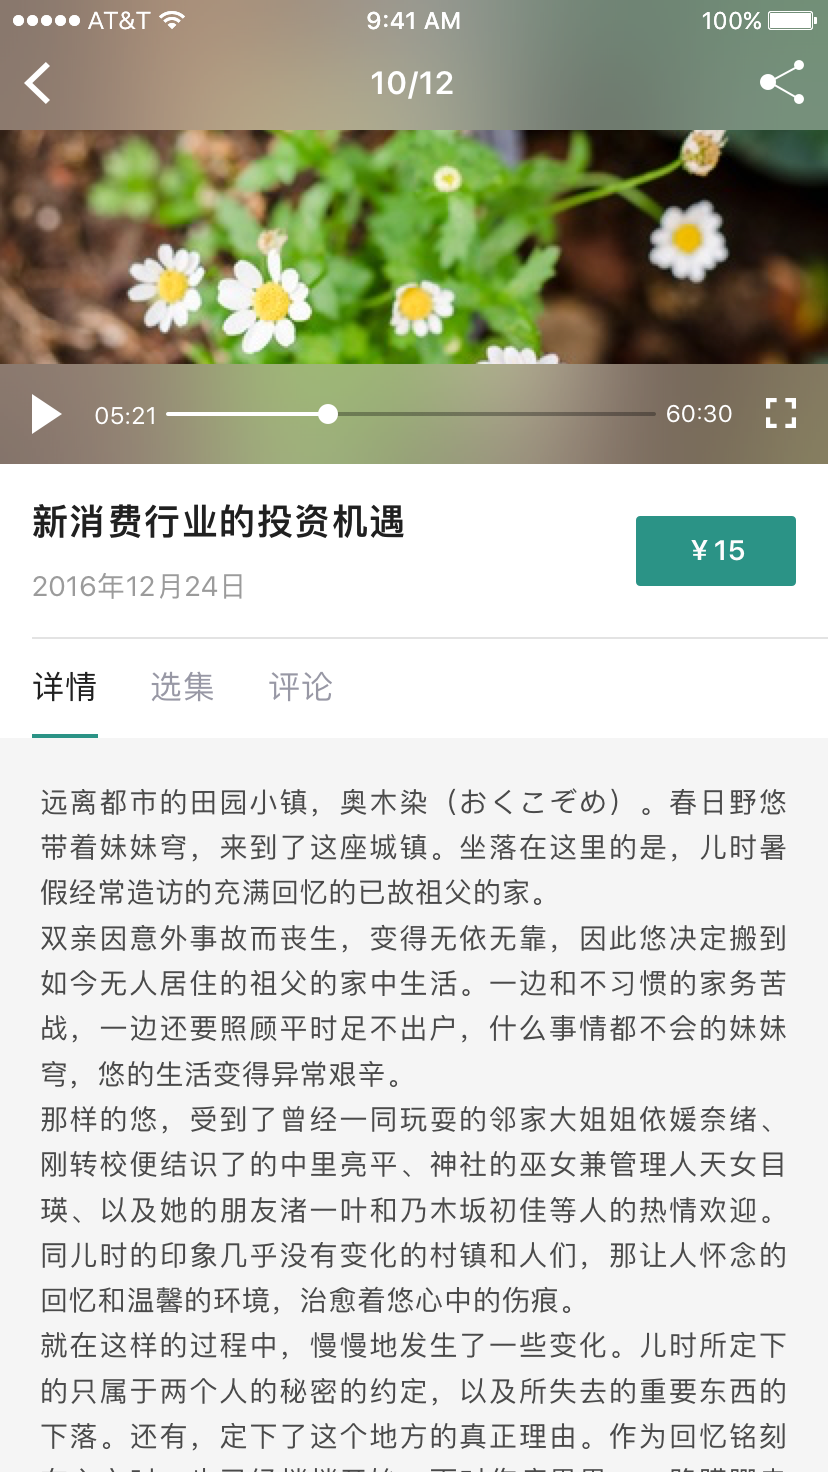 AT&T 9:41 AM 100%
10/12
05:21 60:30
新消费行业的投资机遇
¥15
2016年12月24日
详情 选集 评论
远离都市的田园小镇，奥木染（おくこぞめ）。春日野悠
带着妹妹穹，来到了这座城镇。坐落在这里的是，儿时暑
假经常造访的充满回忆的已故祖父的家。
双亲因意外事故而丧生，变得无依无靠，因此悠决定搬到
如今无人居住的祖父的家中生活。一边和不习惯的家务苦
战，一边还要照顾平时足不出户，什么事情都不会的妹妹
穹，悠的生活变得异常艰辛。
那样的悠，受到了曾经一同玩耍的邻家大姐姐依媛奈绪、
刚转校便结识了的中里亮平、神社的巫女兼管理人天女目
瑛、以及她的朋友渚一叶和乃木坂初佳等人的热情欢迎。
同儿时的印象几乎没有变化的村镇和人们，那让人怀念的
回忆和温馨的环境，治愈着悠心中的伤痕。
就在这样的过程中，慢慢地发生了一些变化。儿时所定下
的只属于两个人的秘密的约定，以及所失去的重要东西的
下落。还有，定下了这个地方的真正理由。作为回忆铭刻